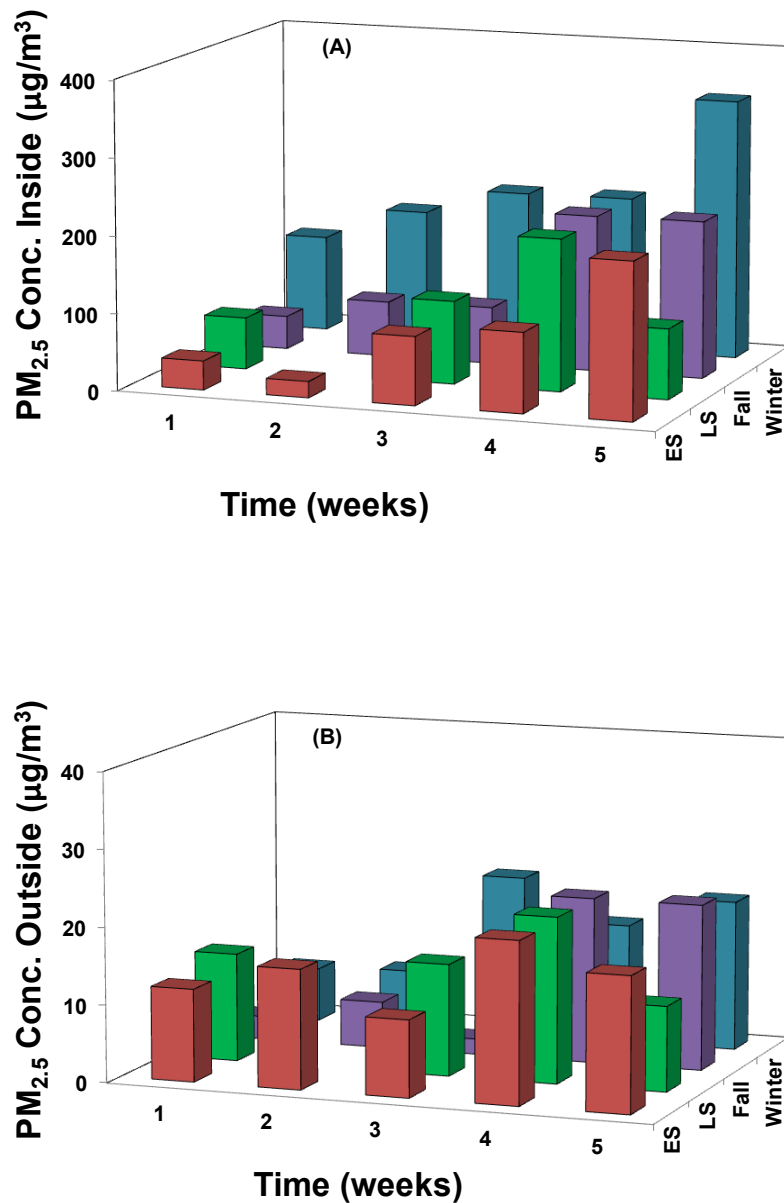 (A)
PM2.5 Conc. Inside (µg/m³)
400
300
200
100
0
1
2
3
4
5
ES
LS
Fall
Winter
Time (weeks)
(B)
PM2.5 Conc. Outside (µg/m³)
40
30
20
10
0
1
2
3
4
5
ES
LS
Fall
Winter
Time (weeks)